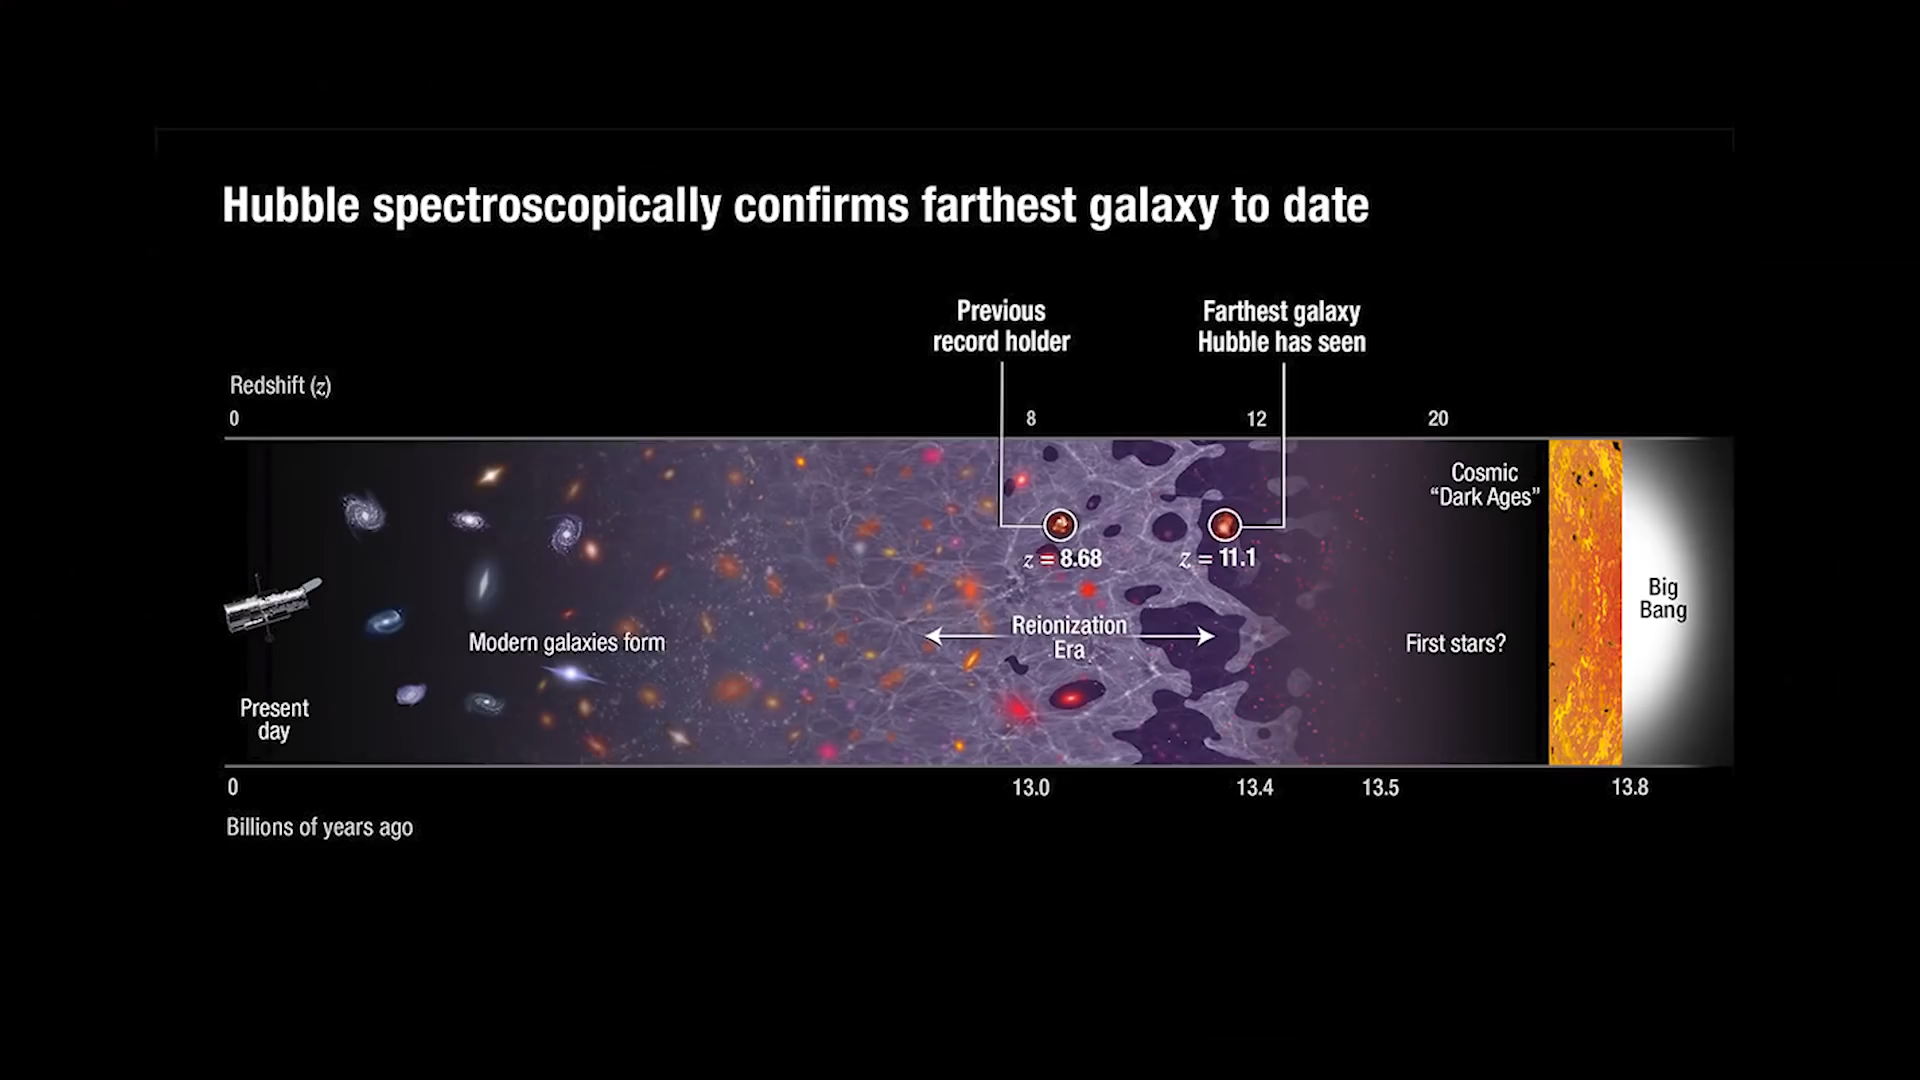 Hubble spectroscopically confirms farthest galaxy to date
Previous
record holder
Farthest galaxy
Hubble has seen
Redshift (z)
0
8
12
20
Cosmic
“Dark Ages”
z = 8.68
z = 11.1
Big
Bang
Reionization
Era
Modern galaxies form
First stars?
Present
day
0
13.0
13.4
13.5
13.8
Billions of years ago